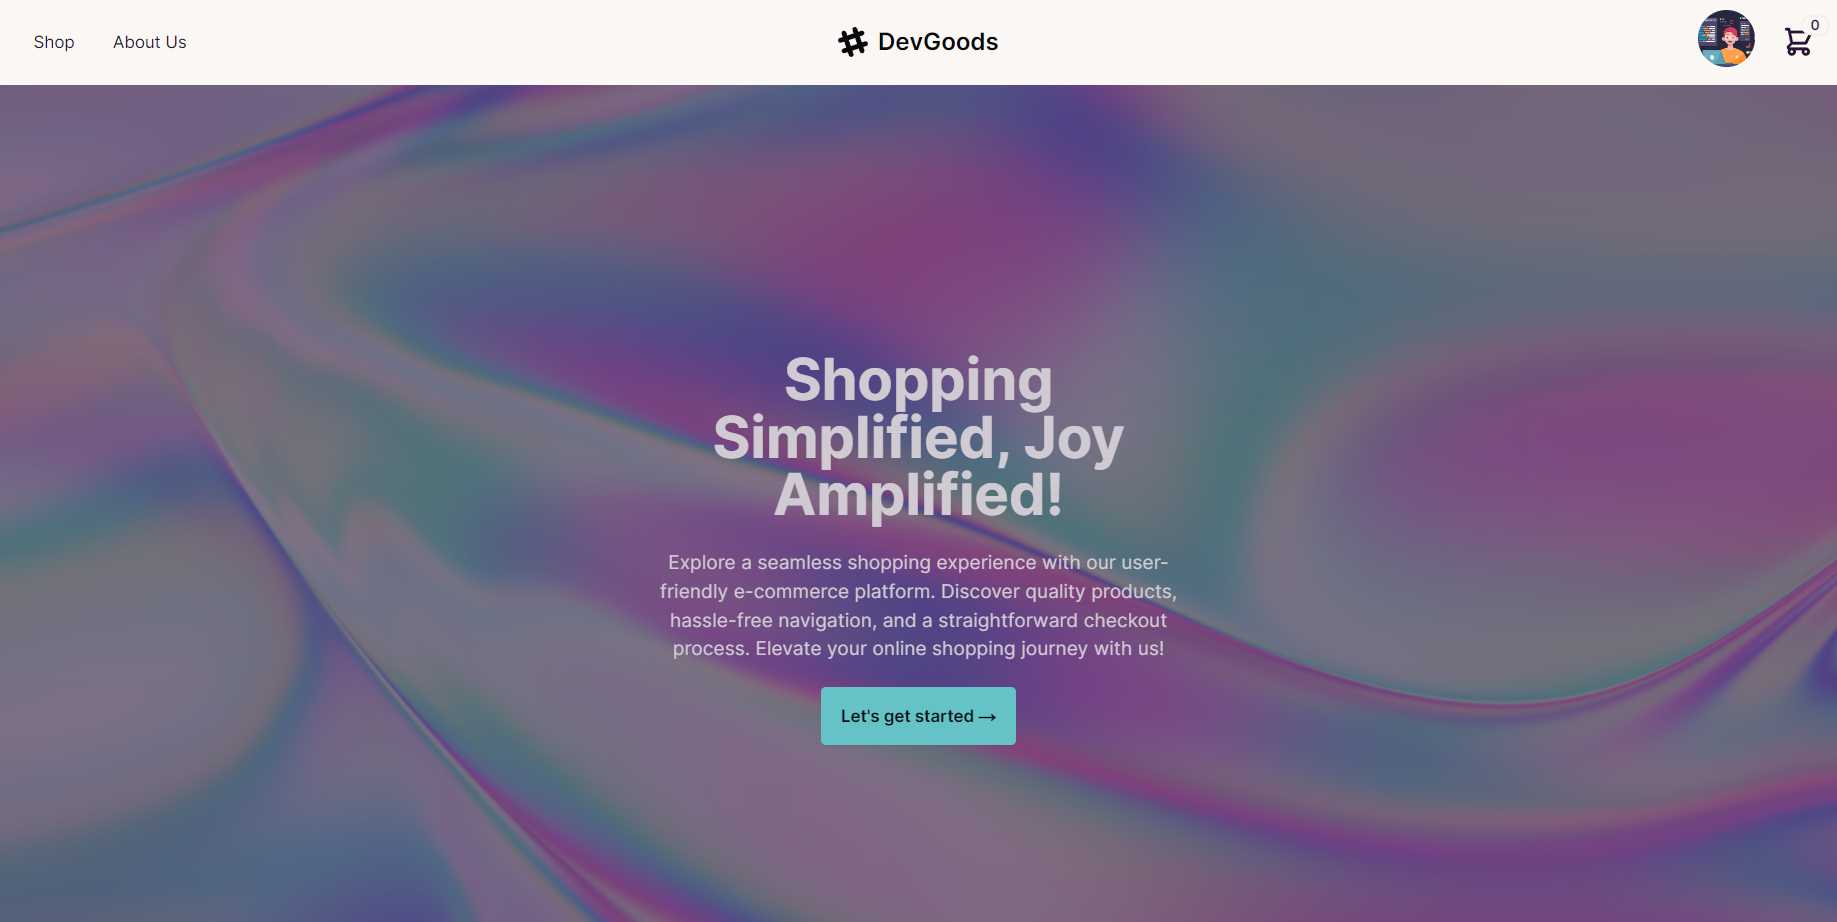 Shop
About Us
DevGoods
0
Shopping
Simplified, Joy
Amplified!
Explore a seamless shopping experience with our user-
friendly e-commerce platform. Discover quality products,
hassle-free navigation, and a straightforward checkout
process. Elevate your online shopping journey with us!
Let's get started →